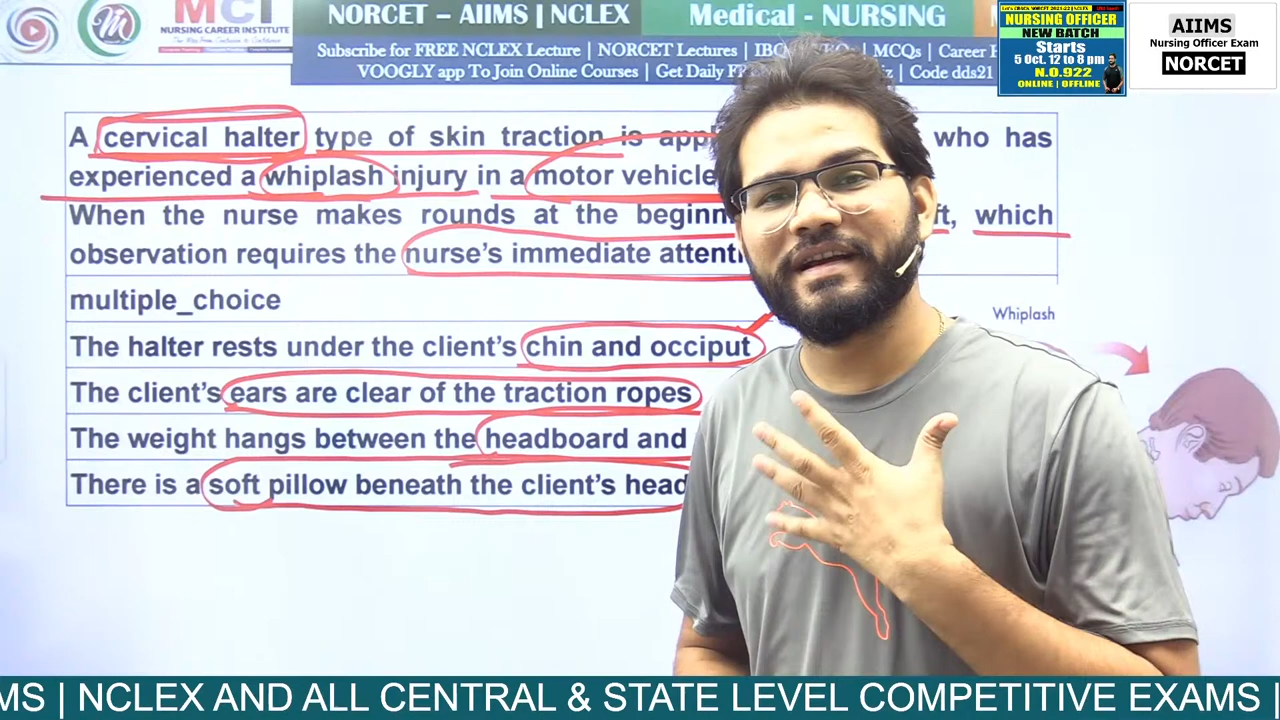 MCI
NURSING CAREER INSTITUTE
NORCET – AIIMS | NCLEX
Medical - NURSING
Subscribe for FREE NCLEX Lecture | NORCET Lectures | MCQs | Career
VOOGLY app To Join Online Courses | Get Daily | Code dds21
NURSING OFFICER
NEW BATCH
Starts
5 Oct. 12 to 8 pm
N.O.922
ONLINE | OFFLINE
AIIMS
Nursing Officer Exam
NORCET
A cervical halter type of skin traction is who has
experienced a whiplash injury in a motor vehicle
When the nurse makes rounds at the which
observation requires the nurse's immediate
multiple_choice
The halter rests under the client's chin and occiput
The client's ears are clear of the traction ropes
The weight hangs between the headboard and
There is a soft pillow beneath the client's head
Whiplash
| NCLEX AND ALL CENTRAL & STATE LEVEL COMPETITIVE EXAMS |